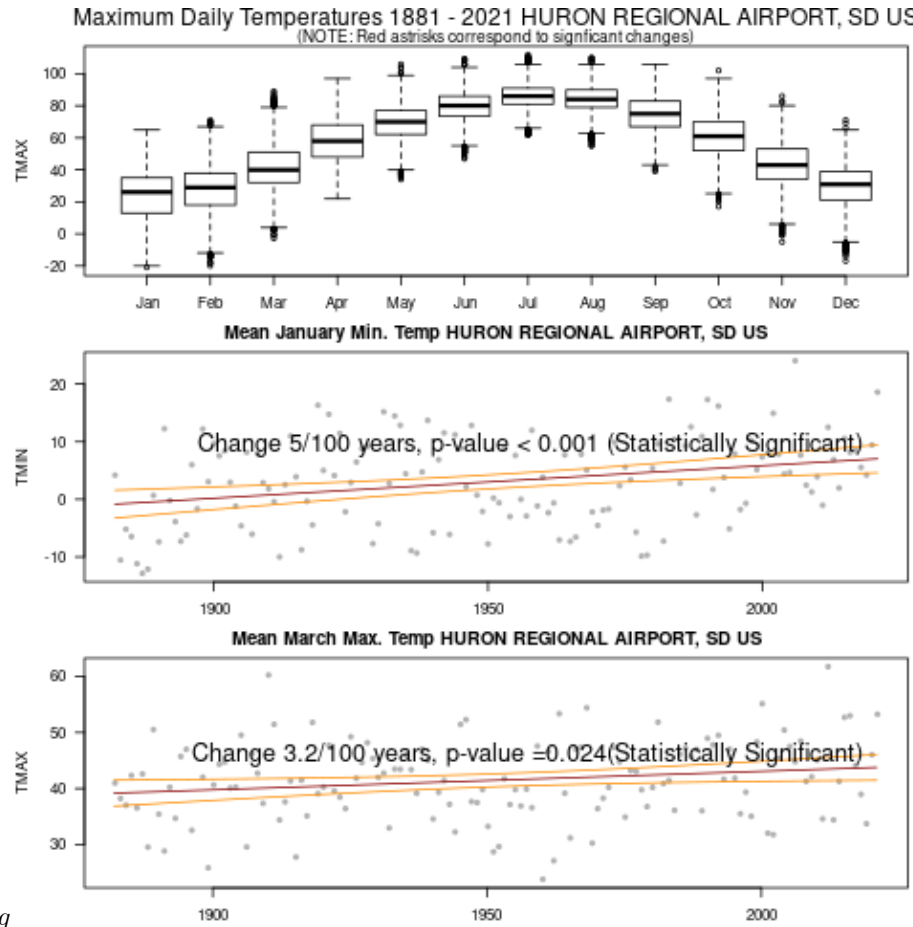 Maximum Daily Temperatures 1881 - 2021 HURON REGIONAL AIRPORT, SD US
(NOTE: Red astrisks correspond to signficant changes)
100
80
60
40
20
0
-20
TMAX
Jan Feb Mar Apr May Jun Jul Aug Sep Oct Nov Dec
Mean January Min. Temp HURON REGIONAL AIRPORT, SD US
20
10
0
-10
TMIN
Change 5/100 years, p-value < 0.001 (Statistically Significant)
1900 1950 2000
Mean March Max. Temp HURON REGIONAL AIRPORT, SD US
60
50
40
30
TMAX
Change 3.2/100 years, p-value =0.024(Statistically Significant)
1900 1950 2000
q